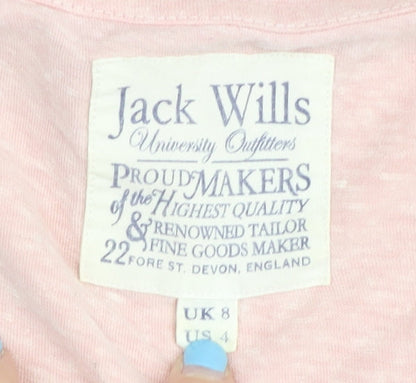 Jack Wills
University Outfitters
PROUD MAKERS
of the HIGHEST QUALITY
& RENOWNED TAILOR
FINE GOODS MAKER
22 FORE ST. DEVON, ENGLAND
UK 8
US 4